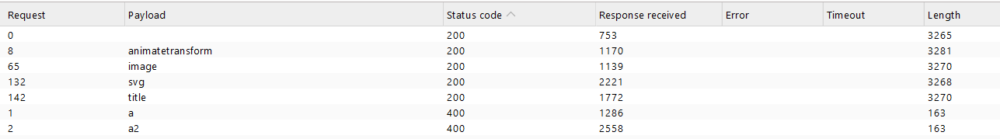 Request Payload Status code Response received Error Timeout Length
0 200 753 3265
8 animatetransform 200 1170 3281
65 image 200 1139 3270
132 svg 200 2221 3268
142 title 200 1772 3270
1 a 400 1286 163
2 a2 400 2558 163